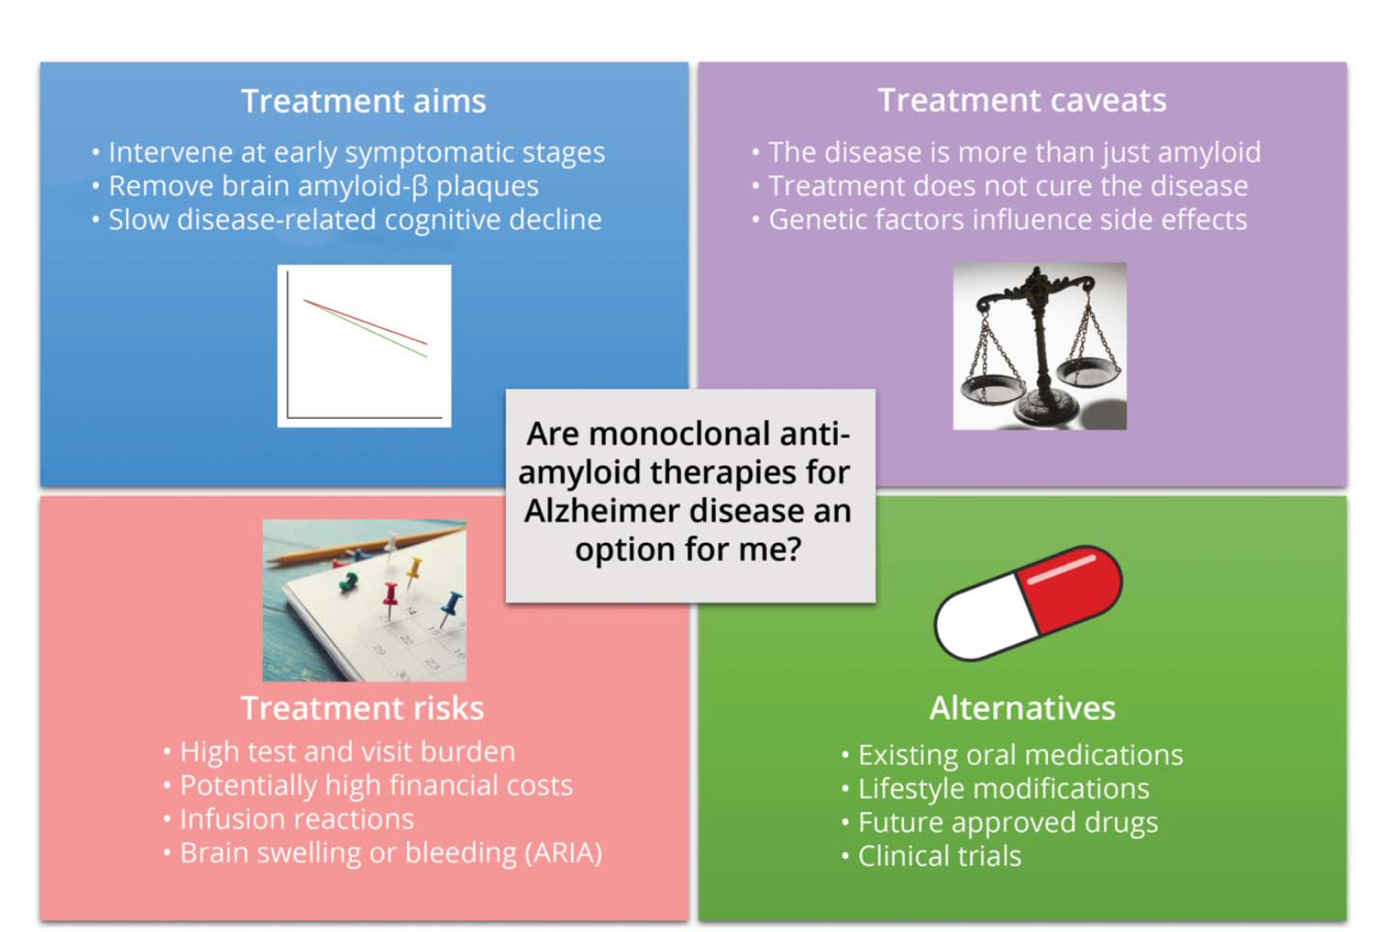 Treatment aims
• Intervene at early symptomatic stages
• Remove brain amyloid-β plaques
• Slow disease-related cognitive decline
Treatment caveats
• The disease is more than just amyloid
• Treatment does not cure the disease
• Genetic factors influence side effects
Are monoclonal anti-
amyloid therapies for
Alzheimer disease an
option for me?
Treatment risks
• High test and visit burden
• Potentially high financial costs
• Infusion reactions
• Brain swelling or bleeding (ARIA)
Alternatives
• Existing oral medications
• Lifestyle modifications
• Future approved drugs
• Clinical trials